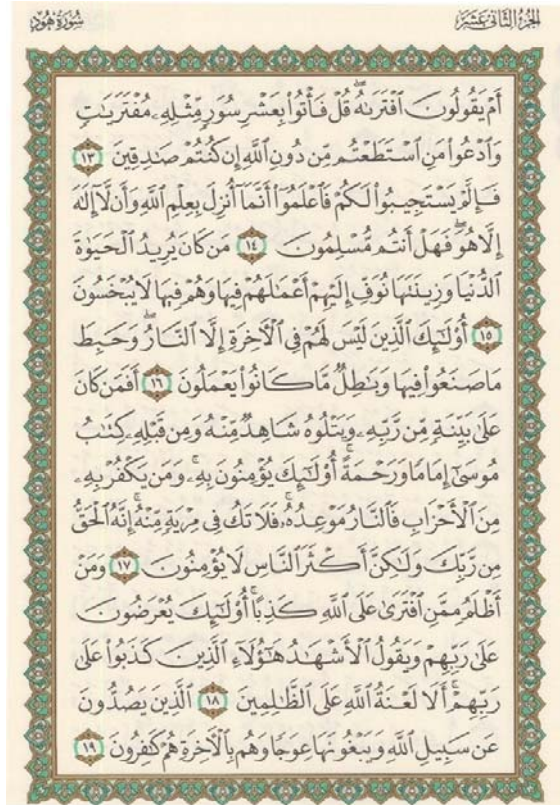 الجزء الثاني عشر
سورة هود
أَمۡ يَقُولُونَ ٱفۡتَرَىٰهُۖ قُلۡ فَأۡتُواْ بِعَشۡرِ سُوَرٖ مِّثۡلِهِۦ مُفۡتَرَيَٰتٖ
وَٱدۡعُواْ مَنِ ٱسۡتَطَعۡتُم مِّن دُونِ ٱللَّهِ إِن كُنتُمۡ صَٰدِقِينَ ١٣
فَإِلَّمۡ يَسۡتَجِيبُواْ لَكُمۡ فَٱعۡلَمُوٓاْ أَنَّمَآ أُنزِلَ بِعِلۡمِ ٱللَّهِ وَأَن لَّآ إِلَٰهَ
إِلَّا هُوَۖ فَهَلۡ أَنتُم مُّسۡلِمُونَ ١٤ مَن كَانَ يُرِيدُ ٱلۡحَيَوٰةَ
ٱلدُّنۡيَا وَزِينَتَهَا نُوَفِّ إِلَيۡهِمۡ أَعۡمَٰلَهُمۡ فِيهَا وَهُمۡ فِيهَا لَا يُبۡخَسُونَ
١٥ أُوْلَٰٓئِكَ ٱلَّذِينَ لَيۡسَ لَهُمۡ فِي ٱلۡأٓخِرَةِ إِلَّا ٱلنَّارُۖ وَحَبِطَ
مَا صَنَعُواْ فِيهَا وَبَٰطِلٞ مَّا كَانُواْ يَعۡمَلُونَ ١٦ أَفَمَن كَانَ
عَلَىٰ بَيِّنَةٖ مِّن رَّبِّهِۦ وَيَتۡلُوهُ شَاهِدٞ مِّنۡهُ وَمِن قَبۡلِهِۦ كِتَٰبُ
مُوسَىٰٓ إِمَامٗا وَرَحۡمَةًۚ أُوْلَٰٓئِكَ يُؤۡمِنُونَ بِهِۦۚ وَمَن يَكۡفُرۡ بِهِۦ
مِنَ ٱلۡأَحۡزَابِ فَٱلنَّارُ مَوۡعِدُهُۥۚ فَلَا تَكُ فِي مِرۡيَةٖ مِّنۡهُۚ إِنَّهُ ٱلۡحَقُّ
مِن رَّبِّكَ وَلَٰكِنَّ أَكۡثَرَ ٱلنَّاسِ لَا يُؤۡمِنُونَ ١٧ وَمَنۡ
أَظۡلَمُ مِمَّنِ ٱفۡتَرَىٰ عَلَى ٱللَّهِ كَذِبًاۚ أُوْلَٰٓئِكَ يُعۡرَضُونَ
عَلَىٰ رَبِّهِمۡ وَيَقُولُ ٱلۡأَشۡهَٰدُ هَٰٓؤُلَآءِ ٱلَّذِينَ كَذَبُواْ عَلَىٰ
رَبِّهِمۡۚ أَلَا لَعۡنَةُ ٱللَّهِ عَلَى ٱلظَّٰلِمِينَ ١٨ ٱلَّذِينَ يَصُدُّونَ
عَن سَبِيلِ ٱللَّهِ وَيَبۡغُونَهَا عِوَجٗا وَهُم بِٱلۡأٓخِرَةِ هُمۡ كَٰفِرُونَ ١٩